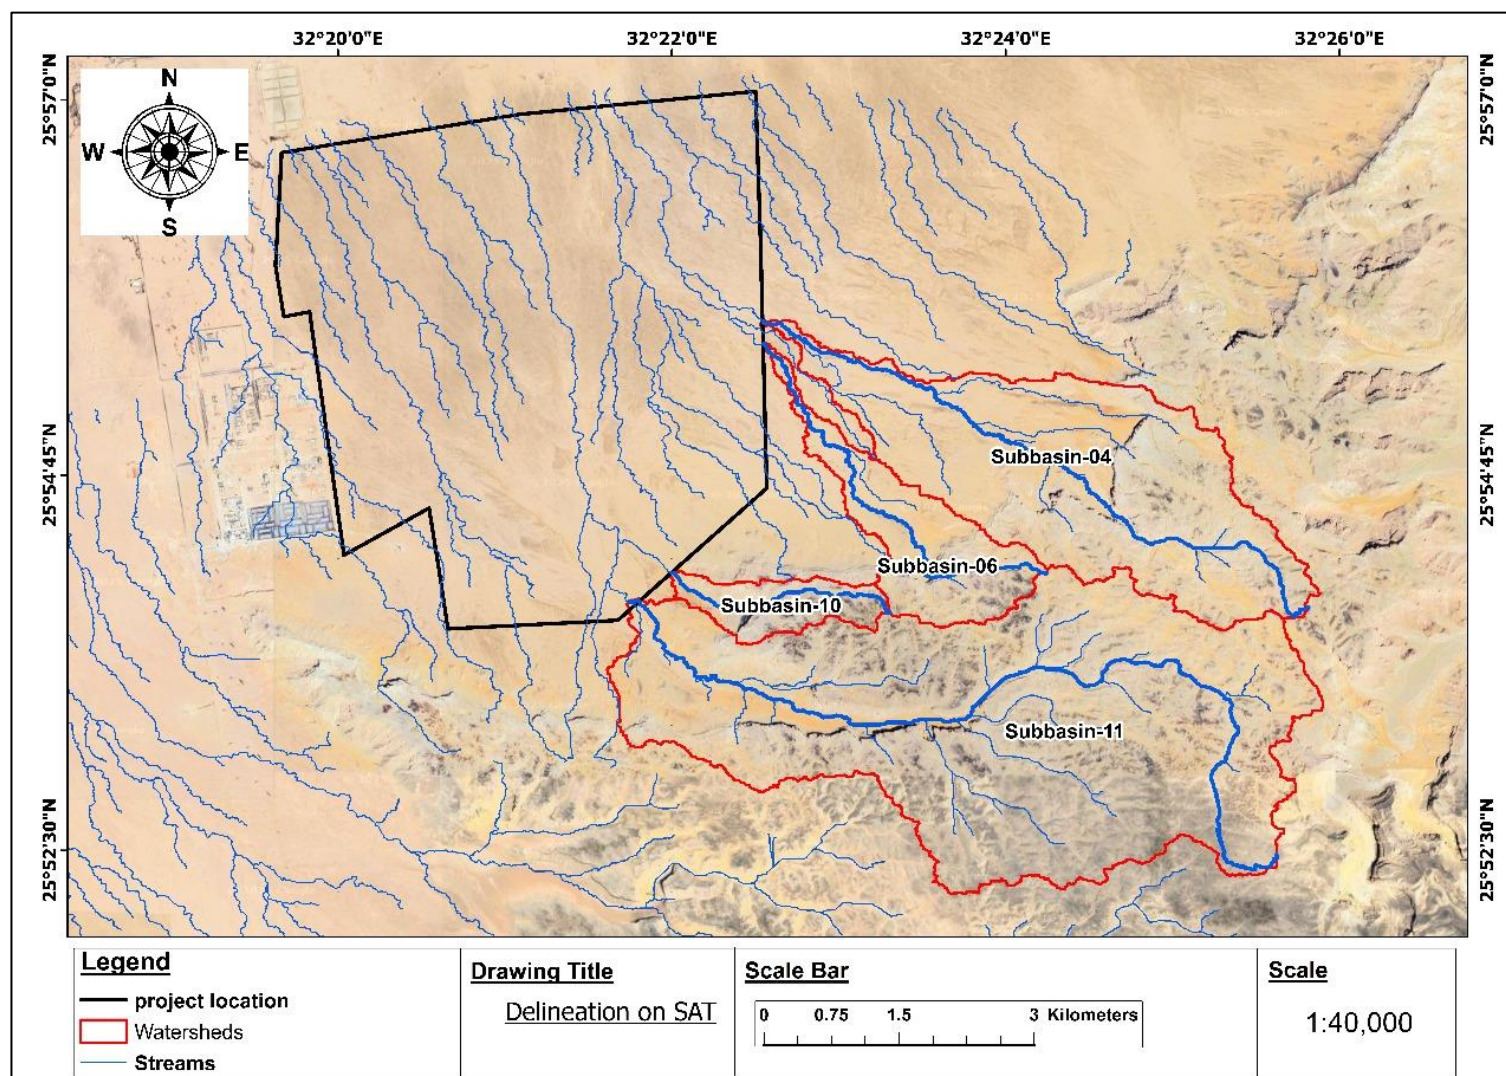 32°20'0"E 32°22'0"E 32°24'0"E 32°26'0"E
25°57'0"N
25°57'0"N
N
W E
S
25°54'45"N
25°54'45"N
Subbasin-04
Subbasin-06
Subbasin-10
Subbasin-11
25°52'30"N
25°52'30"N
Legend
project location
Watersheds
Streams
Drawing Title
Delineation on SAT
Scale Bar
0 0.75 1.5 3 Kilometers
Scale
1:40,000